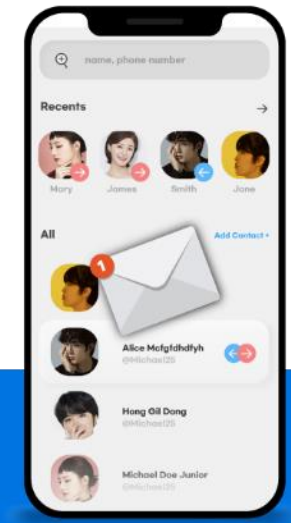 name, phone number
Recents →
Mary James Smith Jane
All Add Contact +
1
Alice Mcfgfdhdfyh
@Michael25
Hong Gil Dong
@Michael25
Michael Doe Junior
@Michael25